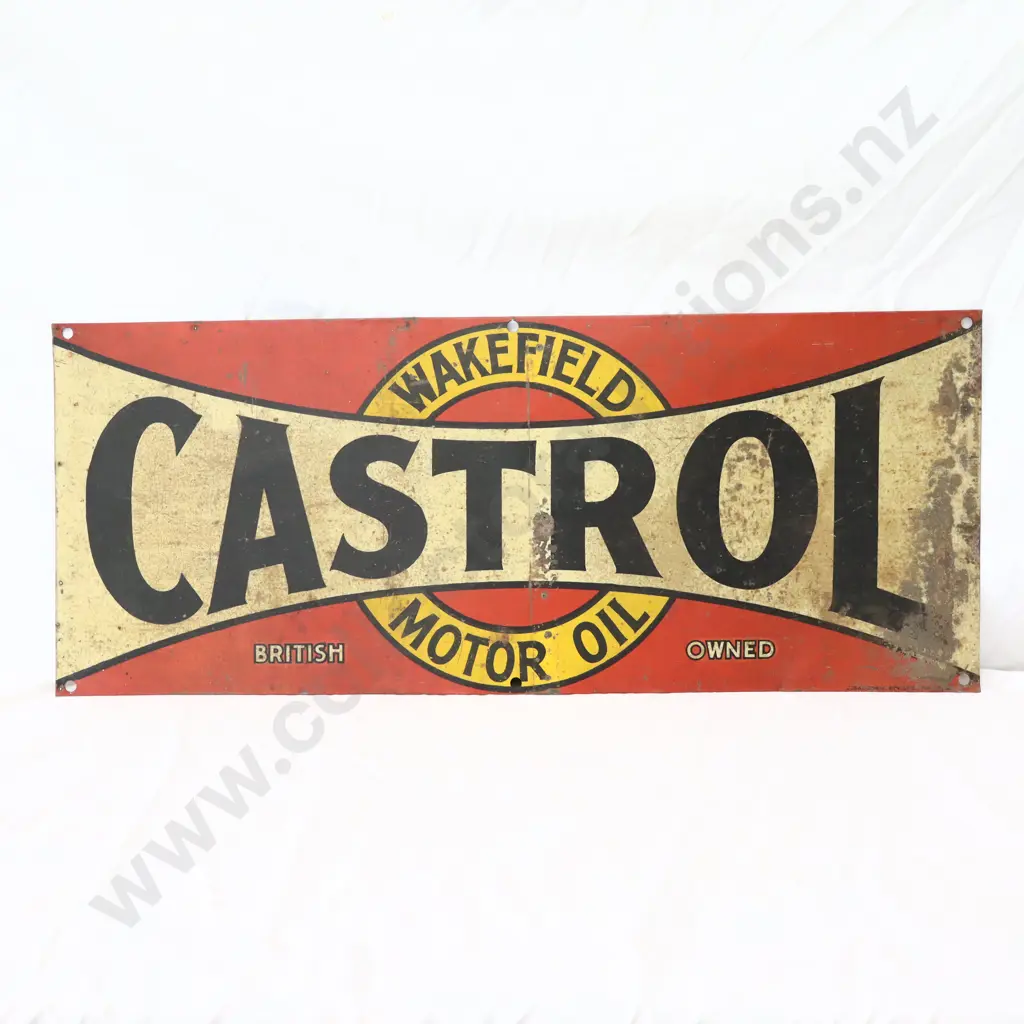 WAKEFIELD
CASTROL
MOTOR OIL
BRITISH OWNED